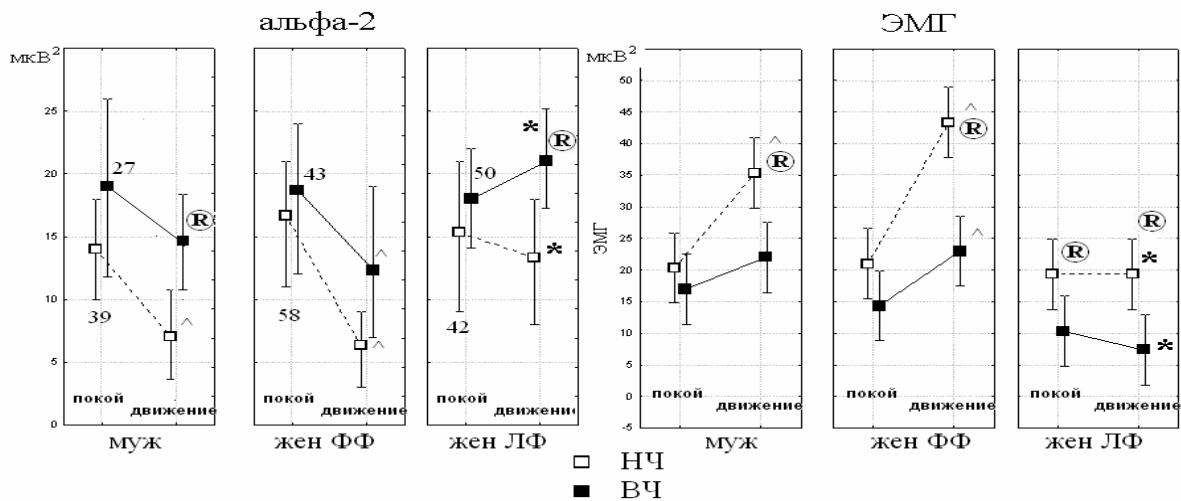 альфа-2
ЭМГ
мкВ²
25
20
15
10
5
0
27
39
R
^
покой
движение
муж
43
58
^
^
покой
движение
жен ФФ
50
42
*
R
*
покой
движение
жен ЛФ
мкВ²
ЭМГ
50
45
40
35
30
25
20
15
10
5
0
-5
^
R
покой
движение
муж
^
R
^
покой
движение
жен ФФ
R
R
*
*
покой
движение
жен ЛФ
НЧ
ВЧ